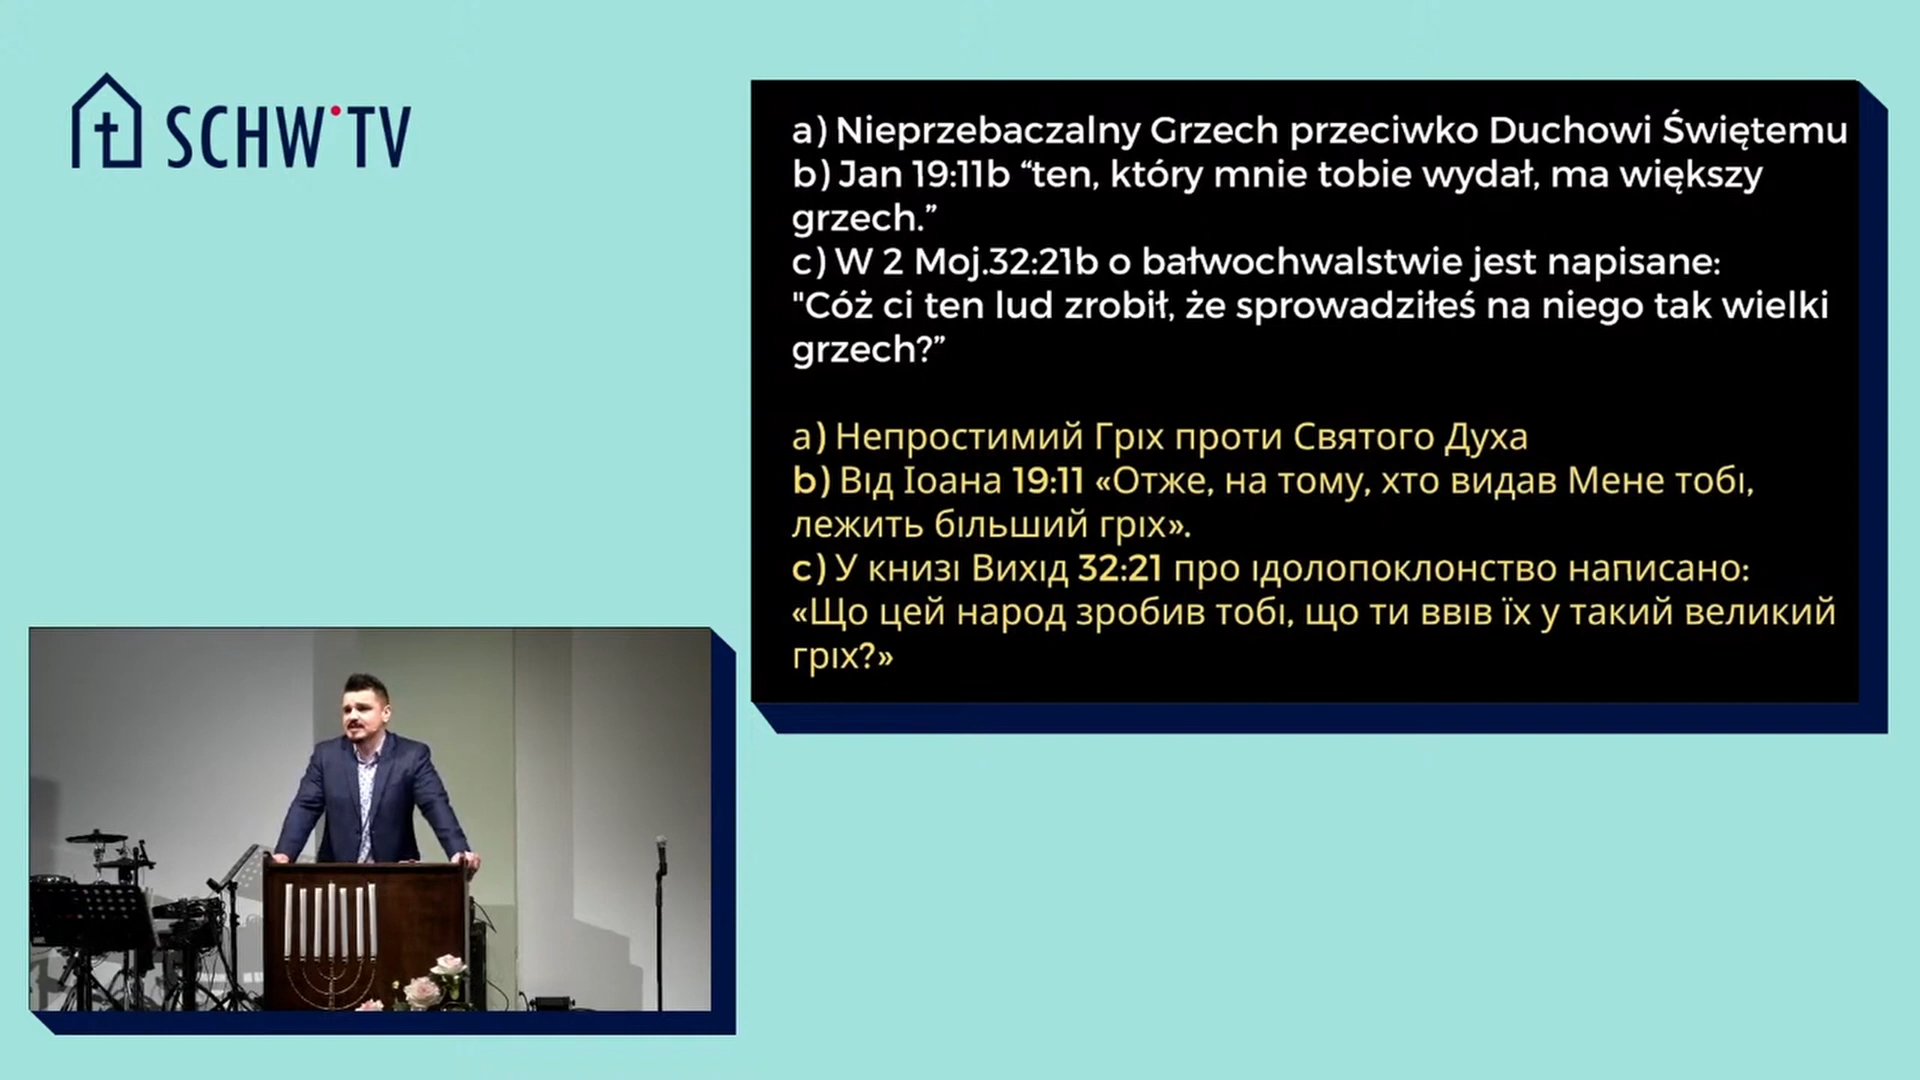 SCHW•TV
a) Nieprzebaczalny Grzech przeciwko Duchowi Świętemu
b) Jan 19:11b “ten, który mnie tobie wydał, ma większy
grzech.”
c) W 2 Moj.32:21b o bałwochwalstwie jest napisane:
"Cóż ci ten lud zrobił, że sprowadziłeś na niego tak wielki
grzech?”
a) Непростимий Гріх проти Святого Духа
b) Від Іоана 19:11 «Отже, на тому, хто видав Мене тобі,
лежить більший гріх».
c) У книзі Вихід 32:21 про ідолопоклонство написано:
«Що цей народ зробив тобі, що ти ввів їх у такий великий
гріх?»